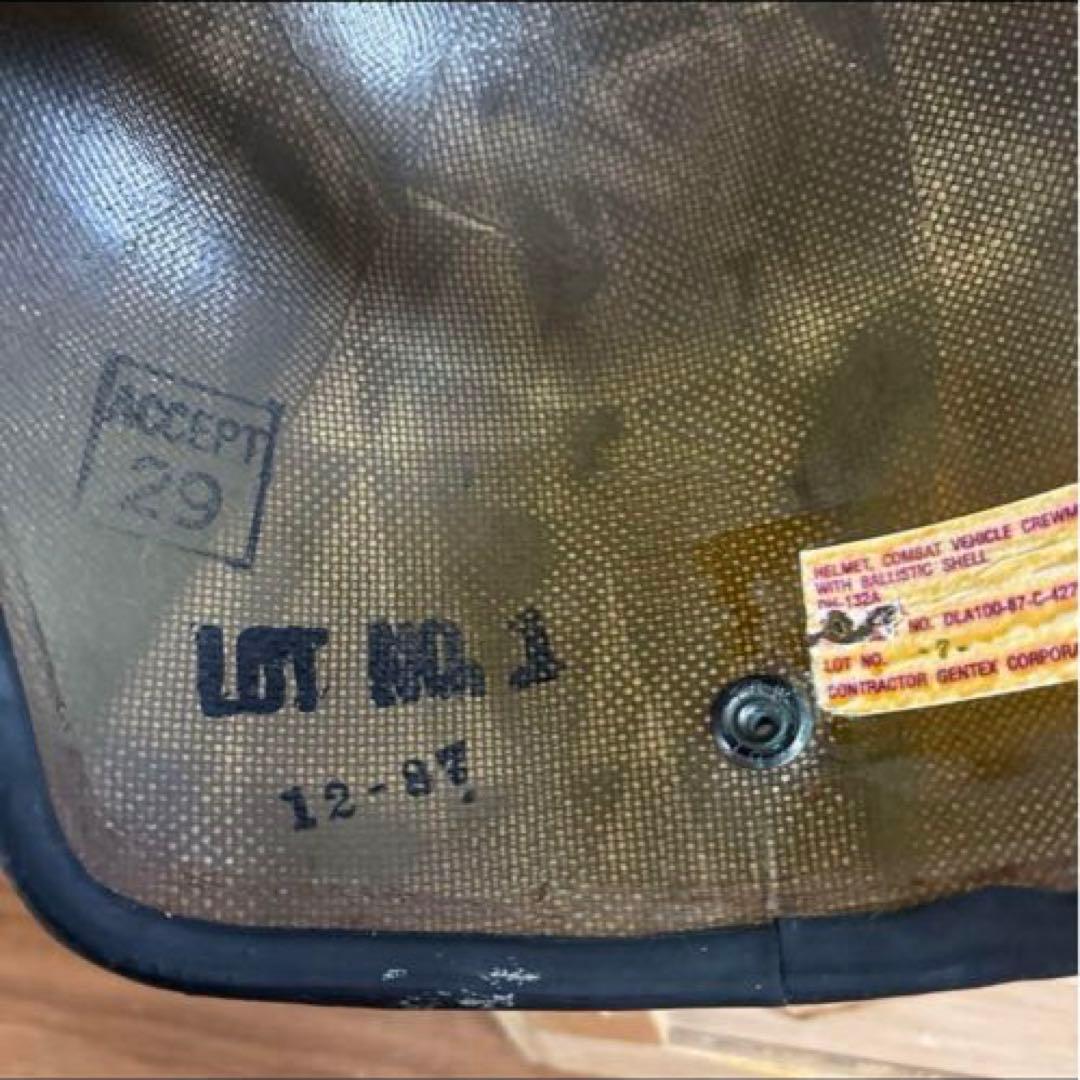 ACCEPT
29
LOT NO. 1
12-87
HELMET, COMBAT VEHICLE CREWM
WITH BALLISTIC SHELL
132A
NO. DLA100-87-C-427
LOT NO. -7-
CONTRACTOR GENTEX CORPORA